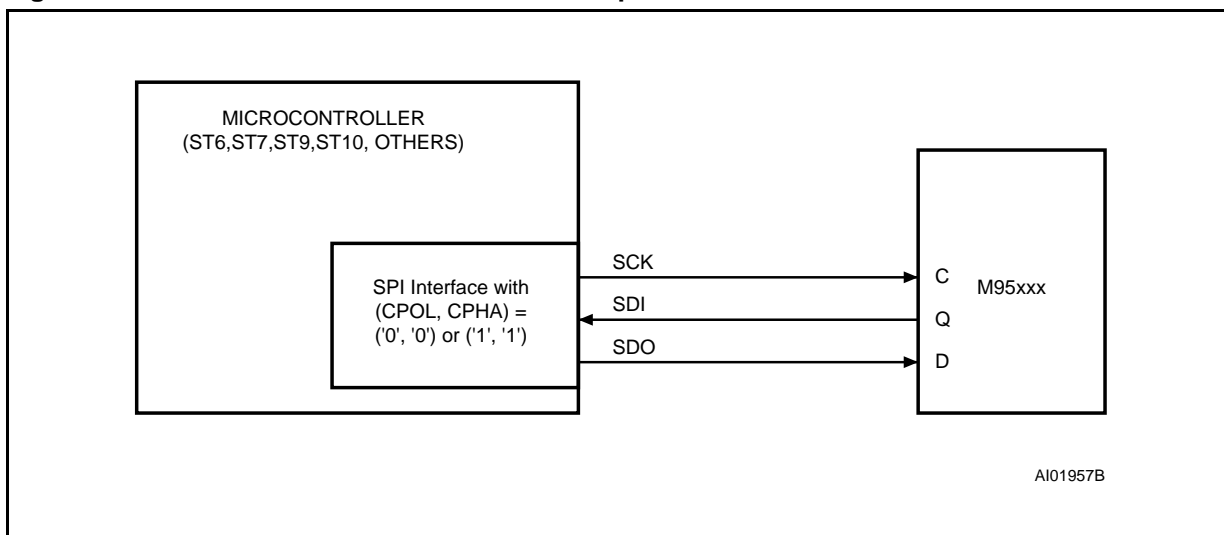 MICROCONTROLLER
(ST6,ST7,ST9,ST10, OTHERS)
SPI Interface with
(CPOL, CPHA) =
('0', '0') or ('1', '1')
SCK
SDI
SDO
C
Q
D
M95xxx
AI01957B